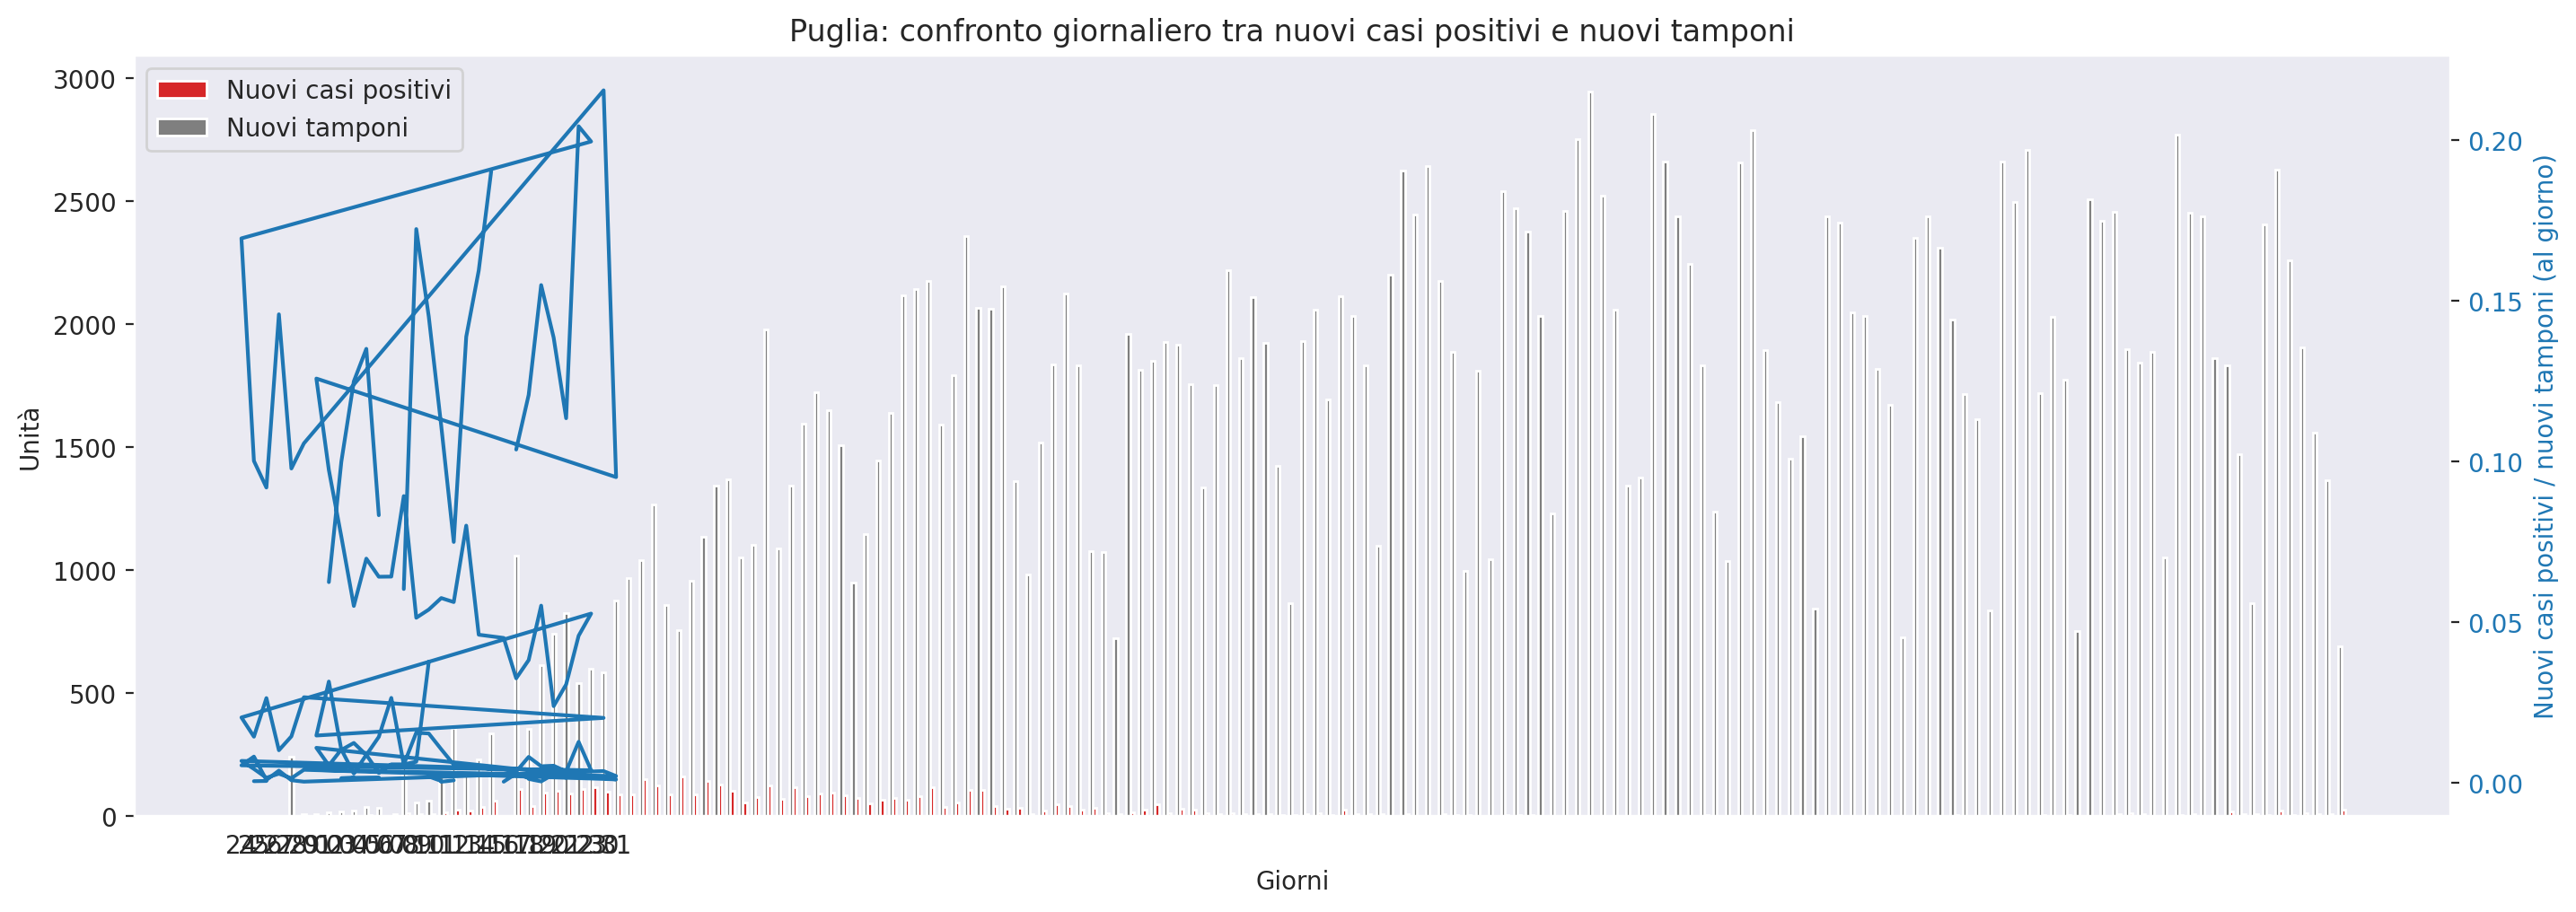 Puglia: confronto giornaliero tra nuovi casi positivi e nuovi tamponi
Nuovi casi positivi
Nuovi tamponi
3000
2500
2000
1500
1000
500
0
Unità
0.20
0.15
0.10
0.05
0.00
Nuovi casi positivi / nuovi tamponi (al giorno)
Giorni